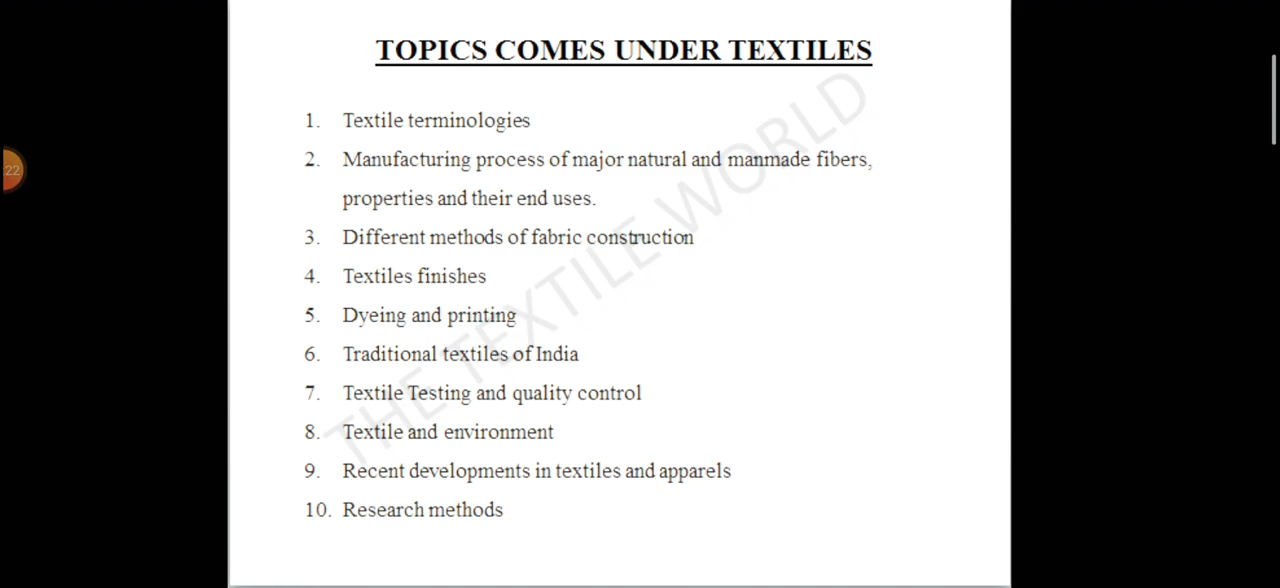 TOPICS COMES UNDER TEXTILES
1. Textile terminologies
2. Manufacturing process of major natural and manmade fibers,
properties and their end uses.
3. Different methods of fabric construction
4. Textiles finishes
5. Dyeing and printing
6. Traditional textiles of India
7. Textile Testing and quality control
8. Textile and environment
9. Recent developments in textiles and apparels
10. Research methods
THE TEXTILE WORLD
:22